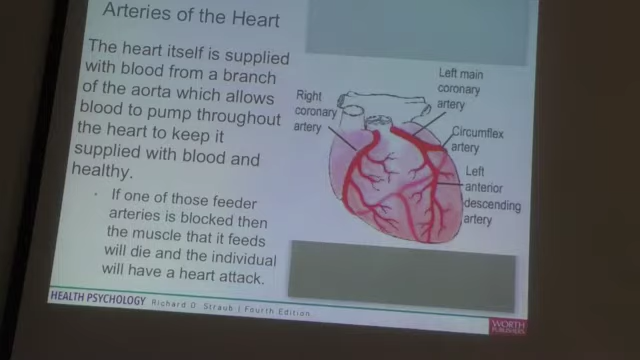 Arteries of the Heart
The heart itself is supplied
with blood from a branch
of the aorta which allows
blood to pump throughout
the heart to keep it
supplied with blood and
healthy.
If one of those feeder
arteries is blocked then
the muscle that it feeds
will die and the individual
will have a heart attack.
Right
coronary
artery
Left main
coronary
artery
Circumflex
artery
Left
anterior
descending
artery
HEALTH PSYCHOLOGY Richard O. Straub | Fourth Edition
WORTH
PUBLISHERS